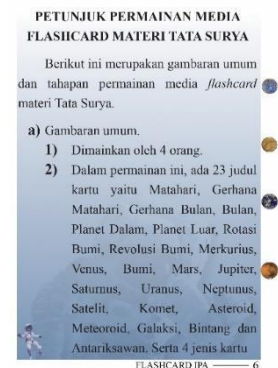 PETUNJUK PERMAINAN MEDIA
FLASHCARD MATERI TATA SURYA
Berikut ini merupakan gambaran umum
dan tahapan permainan media flashcard
materi Tata Surya.
a) Gambaran umum.
1) Dimainkan oleh 4 orang.
2) Dalam permainan ini, ada 23 judul
kartu yaitu Matahari, Gerhana
Matahari, Gerhana Bulan, Bulan,
Planet Dalam, Planet Luar, Rotasi
Bumi, Revolusi Bumi, Merkurius,
Venus, Bumi, Mars, Jupiter,
Saturnus, Uranus, Neptunus,
Satelit, Komet, Asteroid,
Meteoroid, Galaksi, Bintang dan
Antariksawan. Serta 4 jenis kartu
FLASHCARD IPA 6